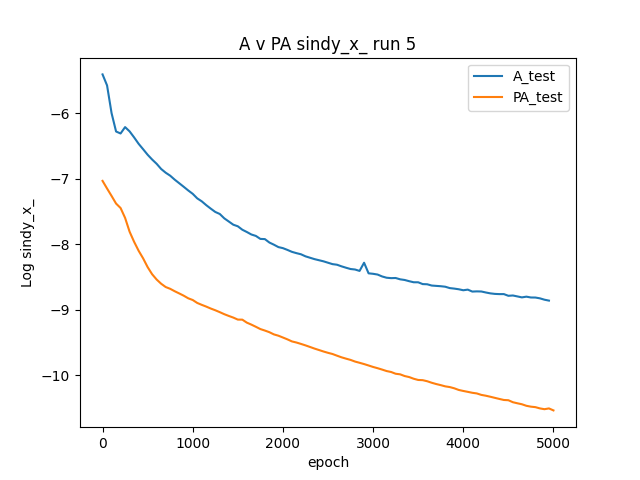 A v PA sindy_x_ run 5
A_test
PA_test
Log sindy_x_
−6
−7
−8
−9
−10
0
1000
2000
3000
4000
5000
epoch